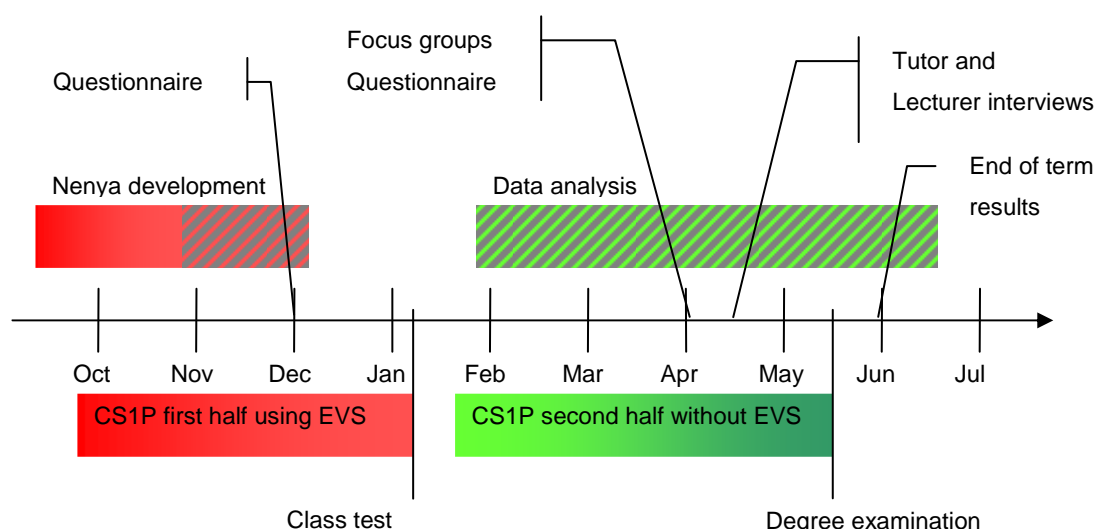 Focus groups
Questionnaire
Questionnaire
Tutor and
Lecturer interviews
End of term
results
Nenya development
Data analysis
Oct Nov Dec Jan Feb Mar Apr May Jun Jul
CS1P first half using EVS
CS1P second half without EVS
Class test
Degree examination